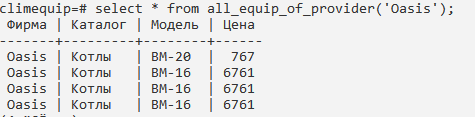 climequip=# select * from all_equip_of_provider('Oasis');
Фирма | Каталог | Модель | Цена
-------+---------+--------+------
Oasis | Котлы | BM-20 | 767
Oasis | Котлы | BM-16 | 6761
Oasis | Котлы | BM-16 | 6761
Oasis | Котлы | BM-16 | 6761